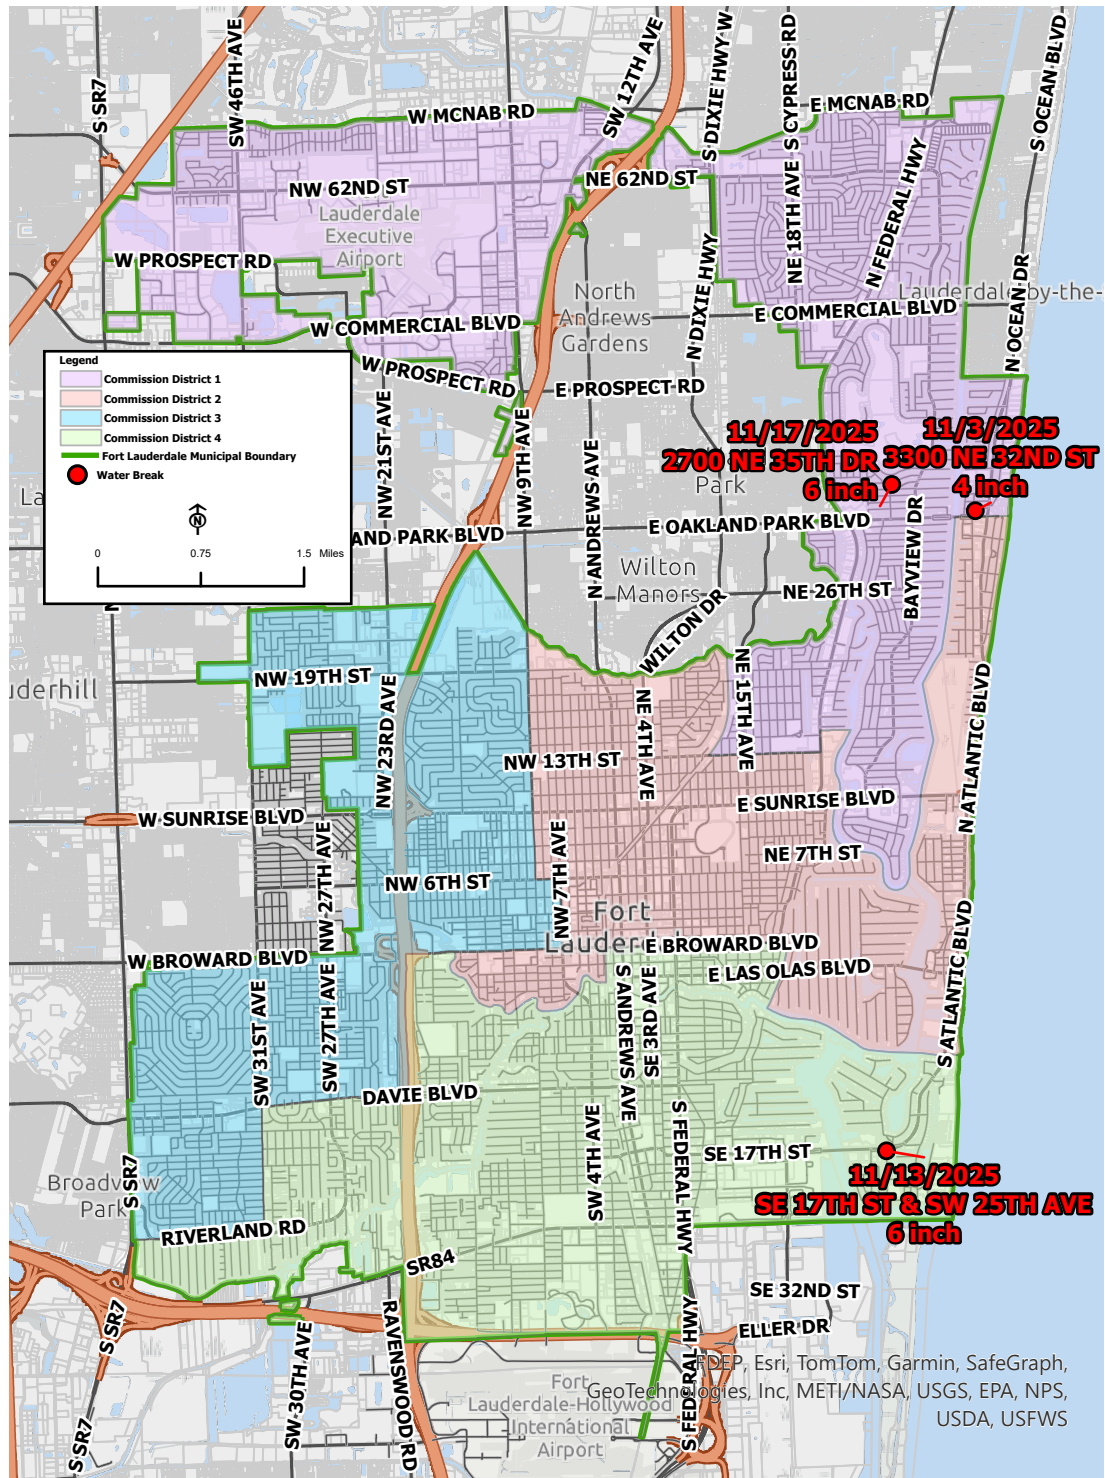 SW 46TH AVE
S SR7
W MCNAB RD
SW 12TH AVE
S DIXIE HWY W
S CYPRESS RD
E MCNAB RD
S OCEAN BLVD
NW 62ND ST
NE 62ND ST
Lauderdale
Executive
Airport
NE 18TH AVE
N FEDERAL HWY
W PROSPECT RD
N DIXIE HWY
North
Andrews
Gardens
Lauderdale-by-the-
N OCEAN DR
E COMMERCIAL BLVD
W COMMERCIAL BLVD
W PROSPECT RD
E PROSPECT RD
Legend
Commission District 1
Commission District 2
Commission District 3
Commission District 4
Fort Lauderdale Municipal Boundary
Water Break
N
0 0.75 1.5 Miles
NW 21ST AVE
NW 9TH AVE
N ANDREWS AVE
11/17/2025
2700 NE 35TH DR
6 inch
11/3/2025
3300 NE 32ND ST
4 inch
Park
La
AND PARK BLVD
E OAKLAND PARK BLVD
BAYVIEW DR
Wilton
Manors
NE 26TH ST
WILTON DR
uderhill
NW 19TH ST
NW 23RD AVE
NE 4TH AVE
NE 15TH AVE
N ATLANTIC BLVD
NW 13TH ST
W SUNRISE BLVD
E SUNRISE BLVD
NW 27TH AVE
NW 7TH AVE
NE 7TH ST
NW 6TH ST
Fort
Lauderdal
W BROWARD BLVD
E BROWARD BLVD
E LAS OLAS BLVD
S ATLANTIC BLVD
SW 31ST AVE
SW 27TH AVE
S ANDREWS AVE
SE 3RD AVE
DAVIE BLVD
SW 4TH AVE
S FEDERAL HWY
SE 17TH ST
11/13/2025
SE 17TH ST & SW 25TH AVE
6 inch
Broadview
Park
S SR7
RIVERLAND RD
SR84
SE 32ND ST
ELLER DR
S SR7
SW 30TH AVE
RAVENSWOOD RD
S FEDERAL HWY
S SR7
Fort
Lauderdale-Hollywood
International
Airport
FDEP, Esri, TomTom, Garmin, SafeGraph,
GeoTechnologies, Inc, METI/NASA, USGS, EPA, NPS,
USDA, USFWS